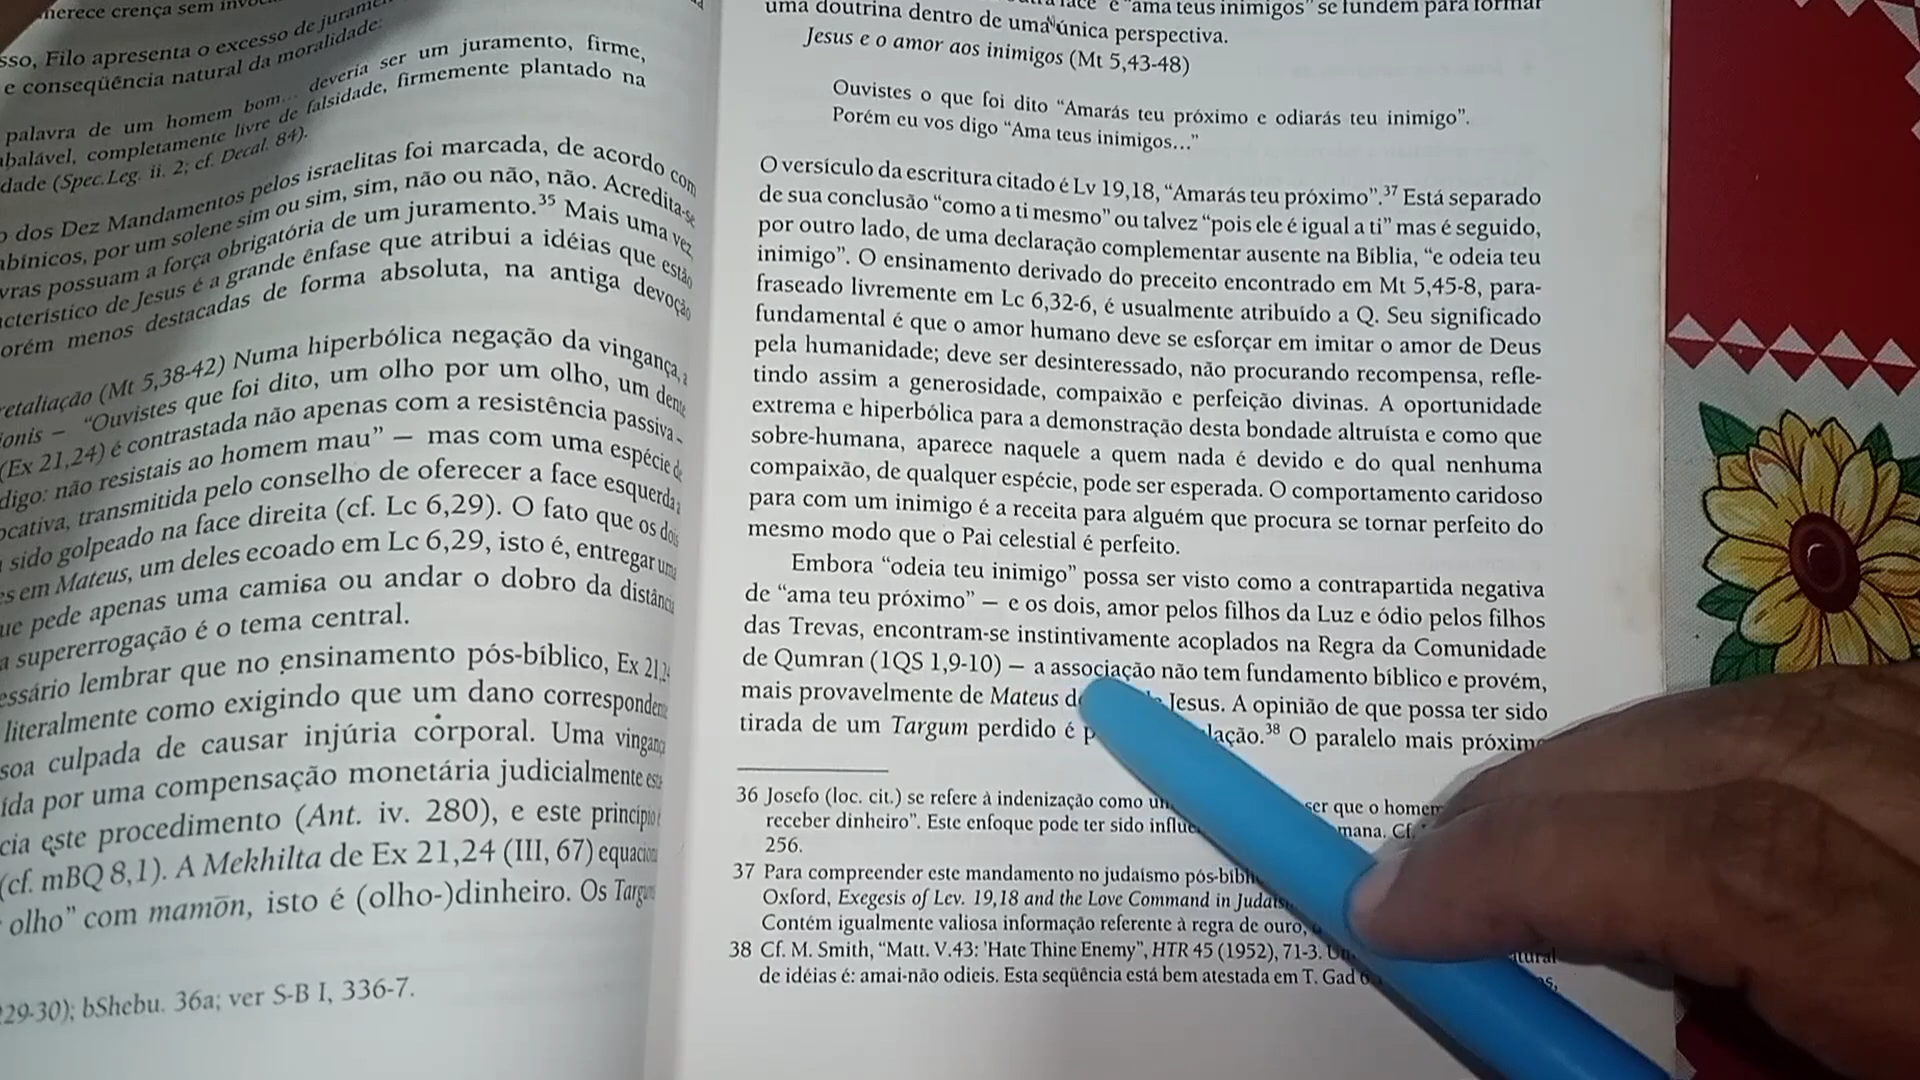 merece crença sem
sso, Filo apresenta o excesso de
e conseqüência natural da moralidade:
palavra de um homem bom... deveria ser um juramento, firme,
abalável, completamente livre de falsidade, firmemente plantado na
dade (Spec.Leg. ii. 2; cf. Decal. 84).
o dos Dez Mandamentos pelos israelitas foi marcada, de acordo com
abínicos, por um solene sim ou sim, sim, não ou não, não. Acredita-se
vras possuam a força obrigatória de um juramento.35 Mais uma vez
acterístico de Jesus é a grande ênfase que atribui a idéias que estão
orém menos destacadas de forma absoluta, na antiga devoção
retaliação (Mt 5,38-42) Numa hiperbólica negação da vingança, a
ionis — “Ouvistes que foi dito, um olho por um olho, um dente
(Ex 21,24) é contrastada não apenas com a resistência passiva –
digo: não resistais ao homem mau” — mas com uma espécie de
ocativa, transmitida pelo conselho de oferecer a face esquerda a
sido golpeado na face direita (cf. Lc 6,29). O fato que os dois
es em Mateus, um deles ecoado em Lc 6,29, isto é, entregar uma
ue pede apenas uma camisa ou andar o dobro da distância
a supererrogação é o tema central.
essário lembrar que no ensinamento pós-bíblico, Ex 21,24
literalmente como exigindo que um dano correspondente
soa culpada de causar injúria corporal. Uma vingança
ída por uma compensação monetária judicialmente
cia este procedimento (Ant. iv. 280), e este princípio
(cf. mBQ 8,1). A Mekhilta de Ex 21,24 (III, 67)
olho” com mamōn, isto é (olho-)dinheiro. Os
229-30); bShebu. 36a; ver S-B I, 336-7.
face” e “ama teus inimigos” se fundem para formar
uma doutrina dentro de uma única perspectiva.
Jesus e o amor aos inimigos (Mt 5,43-48)
Ouvistes o que foi dito “Amarás teu próximo e odiarás teu inimigo”.
Porém eu vos digo “Ama teus inimigos...”
O versículo da escritura citado é Lv 19,18, “Amarás teu próximo”.37 Está separado
de sua conclusão “como a ti mesmo” ou talvez “pois ele é igual a ti” mas é seguido,
por outro lado, de uma declaração complementar ausente na Bíblia, “e odeia teu
inimigo”. O ensinamento derivado do preceito encontrado em Mt 5,45-8, para-
fraseado livremente em Lc 6,32-6, é usualmente atribuído a Q. Seu significado
fundamental é que o amor humano deve se esforçar em imitar o amor de Deus
pela humanidade; deve ser desinteressado, não procurando recompensa, refle-
tindo assim a generosidade, compaixão e perfeição divinas. A oportunidade
extrema e hiperbólica para a demonstração desta bondade altruísta e como que
sobre-humana, aparece naquele a quem nada é devido e do qual nenhuma
compaixão, de qualquer espécie, pode ser esperada. O comportamento caridoso
para com um inimigo é a receita para alguém que procura se tornar perfeito do
mesmo modo que o Pai celestial é perfeito.
Embora “odeia teu inimigo” possa ser visto como a contrapartida negativa
de “ama teu próximo” — e os dois, amor pelos filhos da Luz e ódio pelos filhos
das Trevas, encontram-se instintivamente acoplados na Regra da Comunidade
de Qumran (1QS 1,9-10) — a associação não tem fundamento bíblico e provém,
mais provavelmente de Mateus Jesus. A opinião de que possa ter sido
tirada de um Targum perdido é lação.38 O paralelo mais próximo
36 Josefo (loc. cit.) se refere à indenização como ser que o homem
receber dinheiro”. Este enfoque pode ter sido mana. Cf.
256.
37 Para compreender este mandamento no judaísmo
Oxford, Exegesis of Lev. 19,18 and the Love Command in
Contém igualmente valiosa informação referente à regra de ouro,
38 Cf. M. Smith, “Matt. V.43: 'Hate Thine Enemy”, HTR 45 (1952), 71-3. tural
de idéias é: amai-não odieis. Esta seqüência está bem atestada em T. Gad